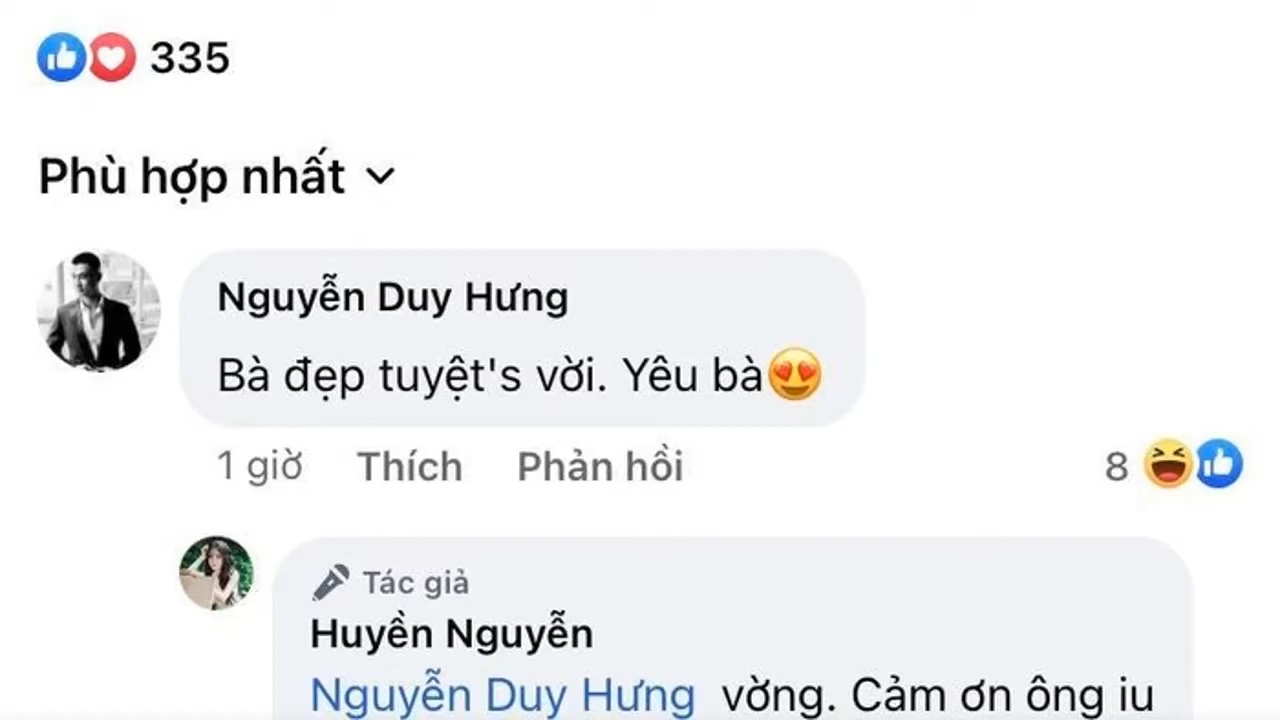 335
Phù hợp nhất
Nguyễn Duy Hưng
Bà đẹp tuyệt's vời. Yêu bà😍
1 giờ Thích Phản hồi 8
Tác giả
Huyền Nguyễn
Nguyễn Duy Hưng vờng. Cảm ơn ông iu